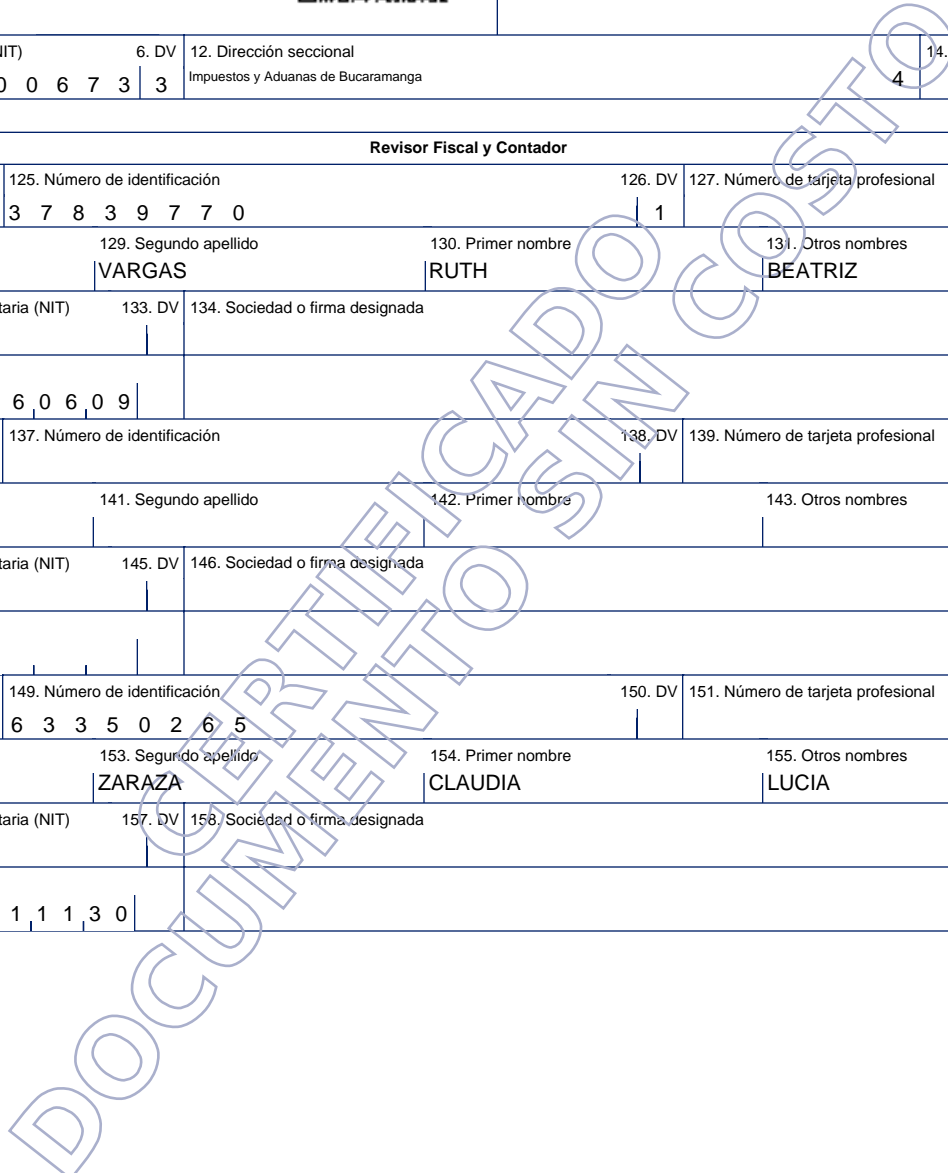 NIT) 6. DV 12. Dirección seccional 14.
0 0 6 7 3 3 Impuestos y Aduanas de Bucaramanga 4
Revisor Fiscal y Contador
125. Número de identificación 126. DV 127. Número de tarjeta profesional
3 7 8 3 9 7 7 0 1
129. Segundo apellido 130. Primer nombre 131. Otros nombres
VARGAS RUTH BEATRIZ
taria (NIT) 133. DV 134. Sociedad o firma designada
6 0 6 0 9
137. Número de identificación 138. DV 139. Número de tarjeta profesional
141. Segundo apellido 142. Primer nombre 143. Otros nombres
taria (NIT) 145. DV 146. Sociedad o firma designada
149. Número de identificación 150. DV 151. Número de tarjeta profesional
6 3 3 5 0 2 6 5
153. Segundo apellido 154. Primer nombre 155. Otros nombres
ZARAZA CLAUDIA LUCIA
taria (NIT) 157. DV 158. Sociedad o firma designada
1 1 1 3 0
CERTIFICADO
DOCUMENTO SIN COSTO